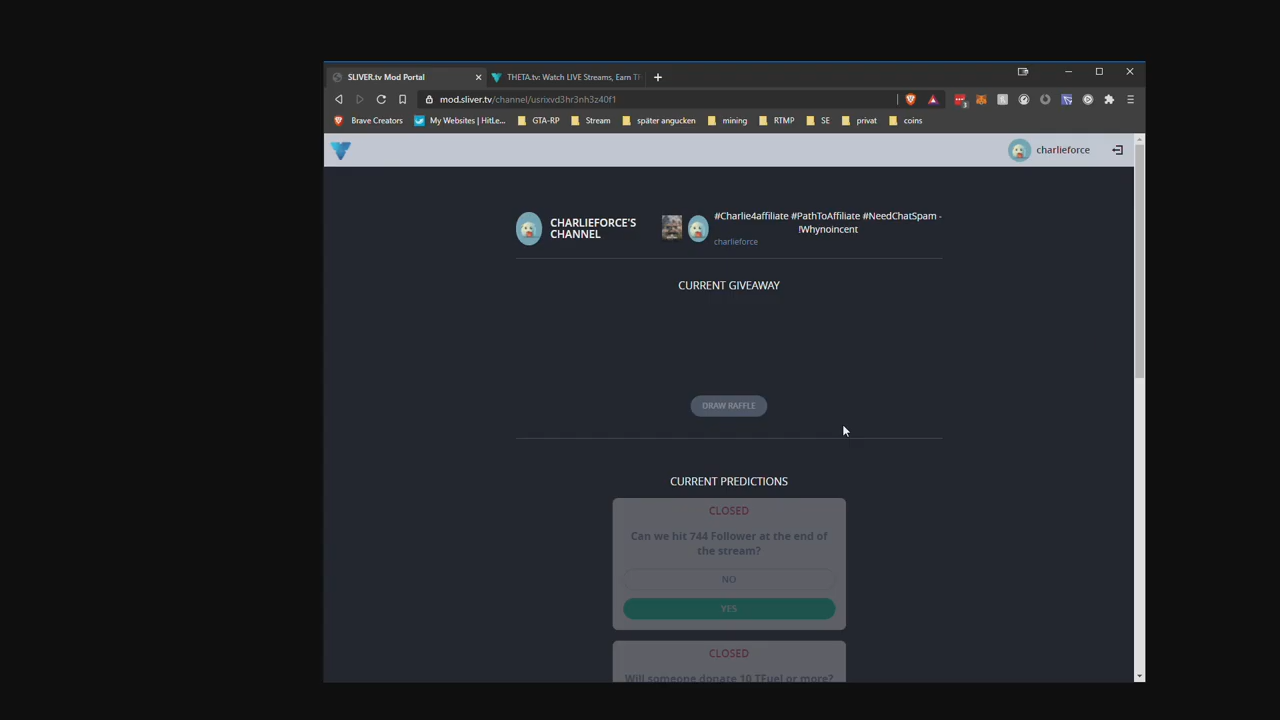 SLIVER.tv Mod Portal
THETA.tv: Watch LIVE Streams, Earn T
mod.sliver.tv/channel/usrixvd3hr3nh3z40f1
Brave Creators
My Websites | HitLe...
GTA-RP
Stream
später angucken
mining
RTMP
SE
privat
coins
charlieforce
CHARLIEFORCE'S
CHANNEL
#Charlie4affiliate #PathToAffiliate #NeedChatSpam -
!Whynoincent
charlieforce
CURRENT GIVEAWAY
DRAW RAFFLE
CURRENT PREDICTIONS
CLOSED
Can we hit 744 Follower at the end of
the stream?
NO
YES
CLOSED
Will someone donate 10 TFuel or more?